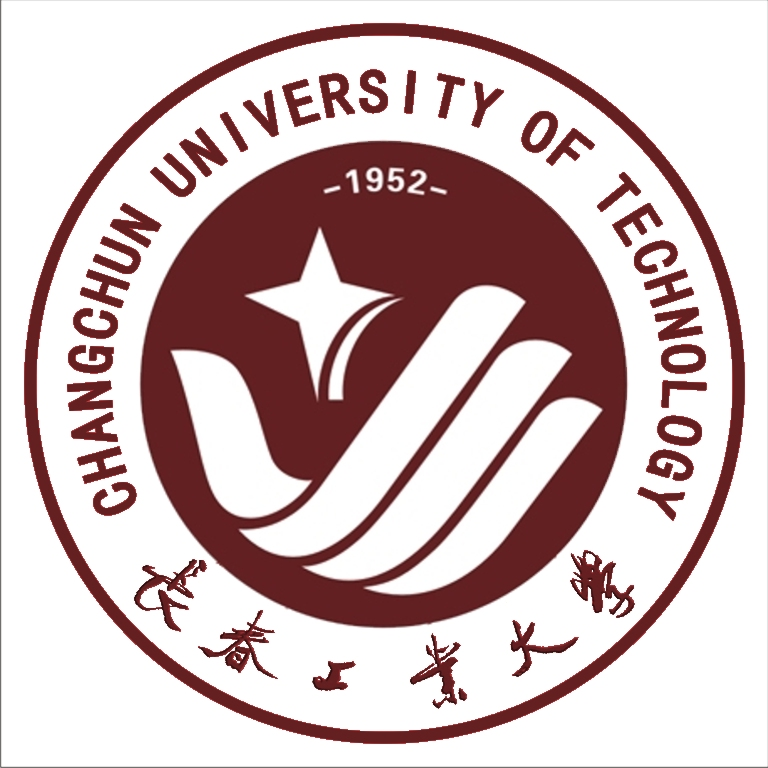 CHANGCHUN UNIVERSITY OF TECHNOLOGY
-1952-
长春工业大学